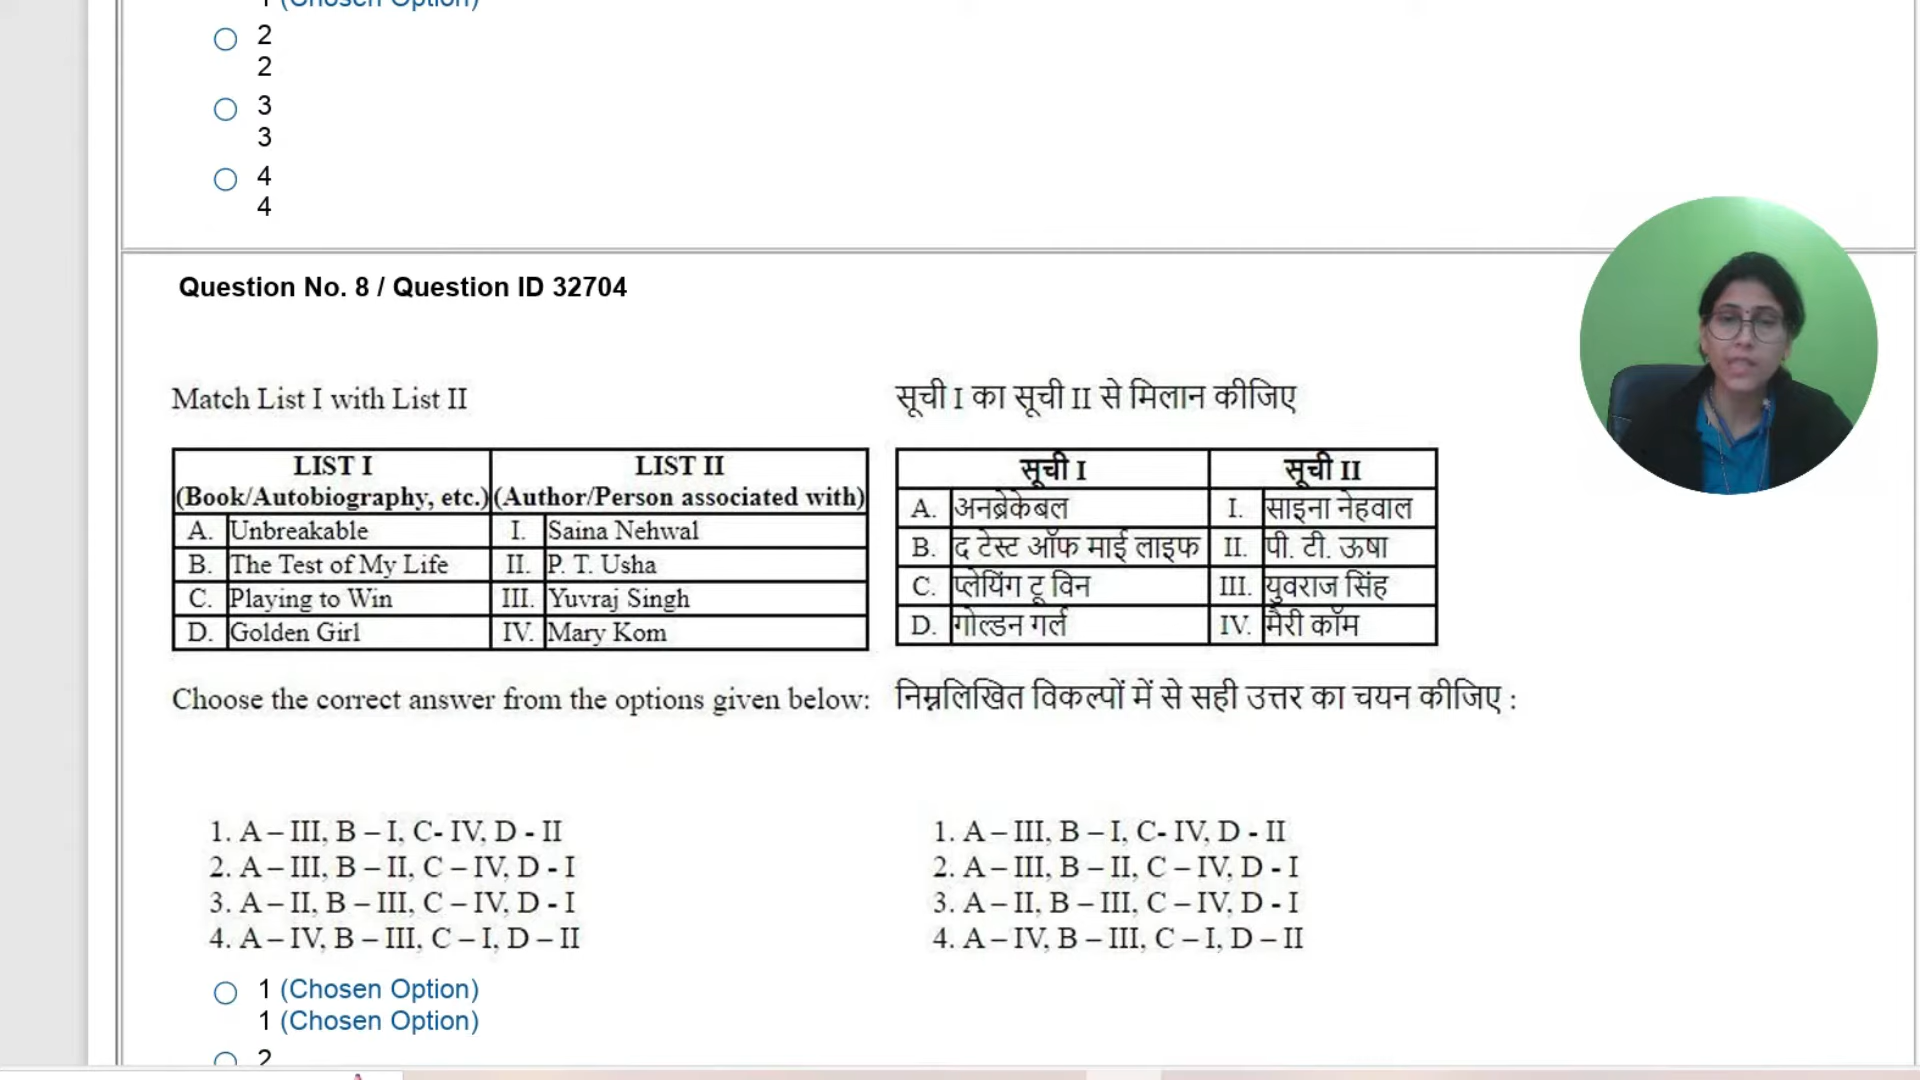 1 (Chosen Option)
2
2
3
3
4
4
Question No. 8 / Question ID 32704
Match List I with List II
LIST I LIST II
(Book/Autobiography, etc.) (Author/Person associated with)
A. Unbreakable I. Saina Nehwal
B. The Test of My Life II. P. T. Usha
C. Playing to Win III. Yuvraj Singh
D. Golden Girl IV. Mary Kom
Choose the correct answer from the options given below:
1. A – III, B – I, C- IV, D - II
2. A – III, B – II, C – IV, D - I
3. A – II, B – III, C – IV, D - I
4. A – IV, B – III, C – I, D – II
सूची I का सूची II से मिलान कीजिए
सूची I सूची II
A. अनब्रेकेबल I. साइना नेहवाल
B. द टेस्ट ऑफ माई लाइफ II. पी. टी. ऊषा
C. प्लेयिंग टू विन III. युवराज सिंह
D. गोल्डन गर्ल IV. मैरी कॉम
निम्नलिखित विकल्पों में से सही उत्तर का चयन कीजिए :
1. A – III, B – I, C- IV, D - II
2. A – III, B – II, C – IV, D - I
3. A – II, B – III, C – IV, D - I
4. A – IV, B – III, C – I, D – II
1 (Chosen Option)
1 (Chosen Option)
2